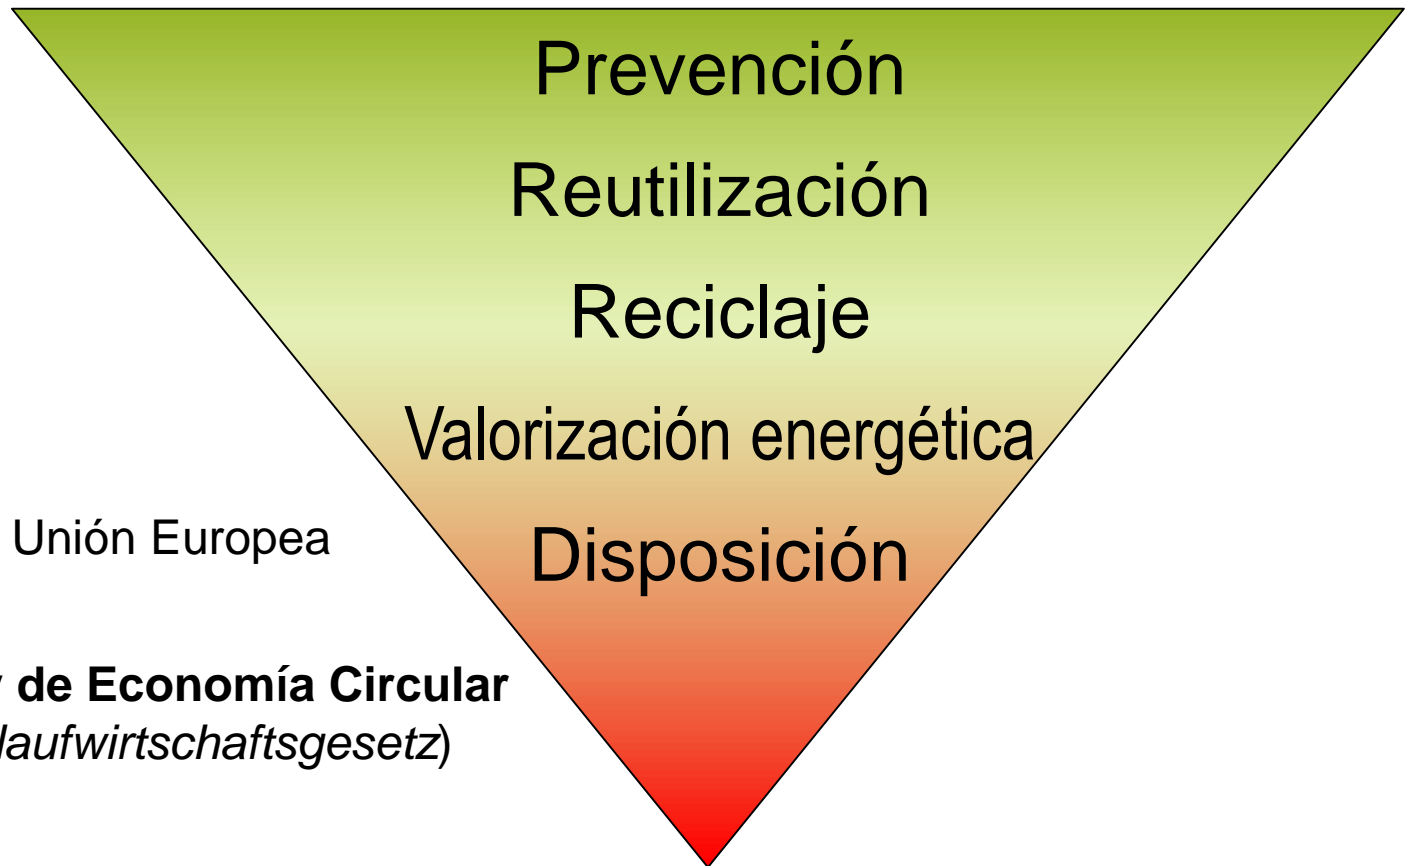 Prevención
Reutilización
Reciclaje
Valorización energética
Unión Europea
Disposición
de Economía Circular
laufwirtschaftsgesetz)